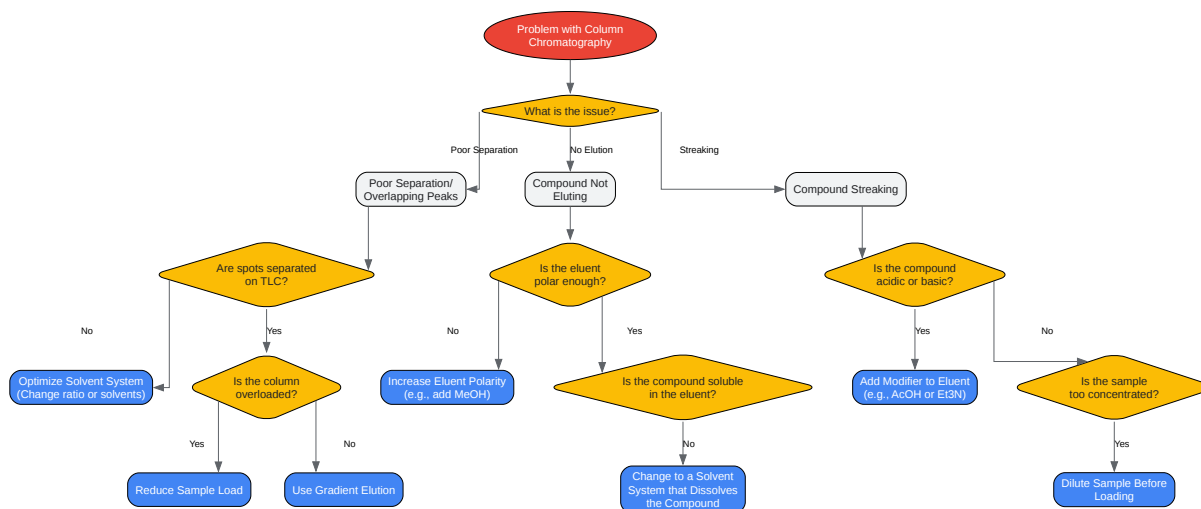 Problem with Column
Chromatography
What is the issue?
Poor Separation
No Elution
Streaking
Poor Separation/
Overlapping Peaks
Compound Not
Eluting
Compound Streaking
Are spots separated
on TLC?
Is the eluent
polar enough?
Is the compound
acidic or basic?
No
Yes
No
Yes
Yes
No
Optimize Solvent System
(Change ratio or solvents)
Is the column
overloaded?
Increase Eluent Polarity
(e.g., add MeOH)
Is the compound soluble
in the eluent?
Add Modifier to Eluent
(e.g., AcOH or Et3N)
Is the sample
too concentrated?
Yes
No
No
Yes
Reduce Sample Load
Use Gradient Elution
Change to a Solvent
System that Dissolves
the Compound
Dilute Sample Before
Loading